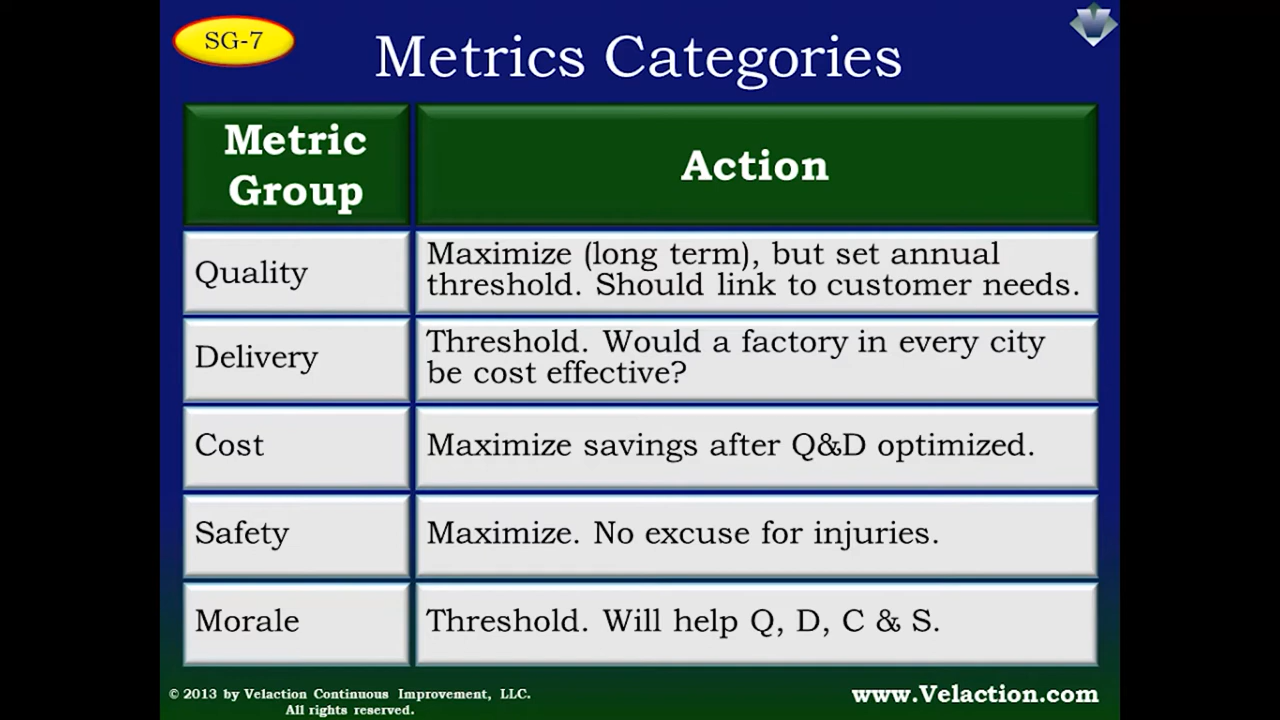 SG-7
Metrics Categories
Metric
Group
Action
Quality
Maximize (long term), but set annual
threshold. Should link to customer needs.
Delivery
Threshold. Would a factory in every city
be cost effective?
Cost
Maximize savings after Q&D optimized.
Safety
Maximize. No excuse for injuries.
Morale
Threshold. Will help Q, D, C & S.
© 2013 by Velaction Continuous Improvement, LLC.
All rights reserved.
www.Velaction.com